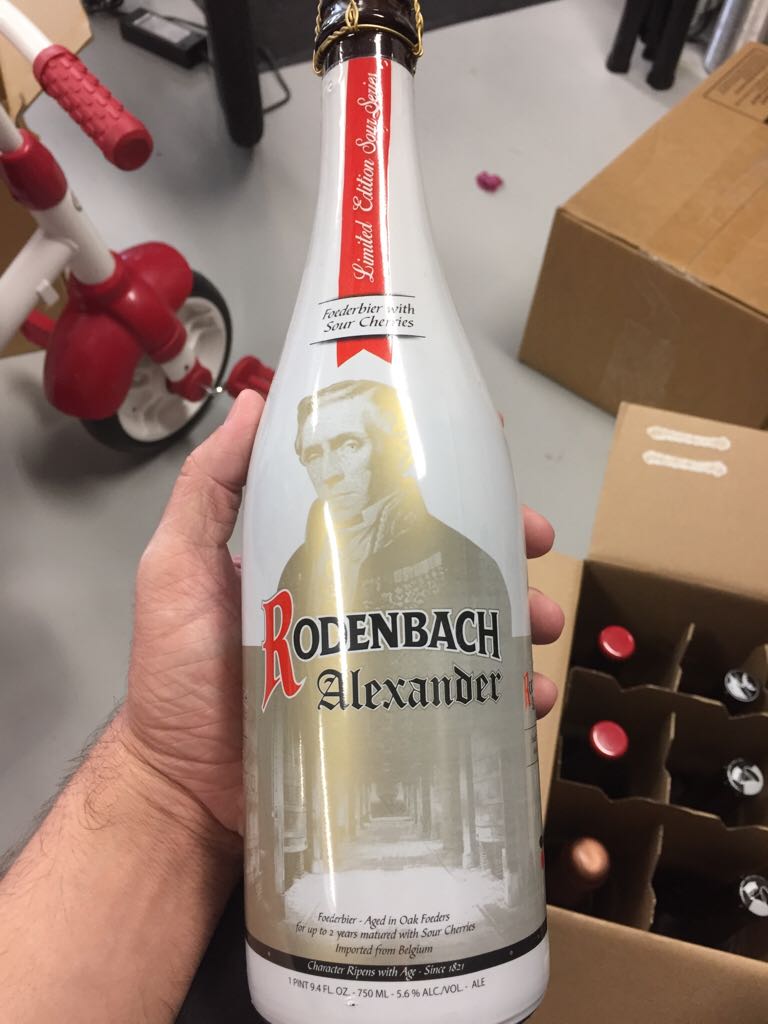 Limited Edition Sour Series
Foederbier with
Sour Cherries
RODENBACH
Alexander
Foederbier - Aged in Oak Foeders
for up to 2 years matured with Sour Cherries
Imported from Belgium
Character Ripens with Age - Since 1821
1 PINT 9.4 FL. OZ. - 750 ML - 5.6 % ALC./VOL. - ALE